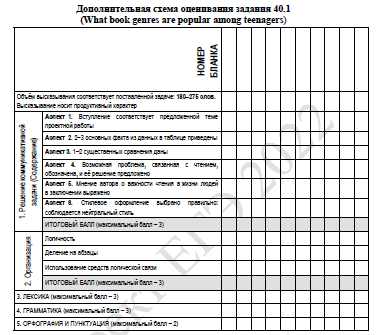 Дополнительная схема оценивания задания 40.1
(What book genres are popular among teenagers)
НОМЕР
БЛАНКА
Объём высказывания соответствует поставленной задаче: 180–275 слов.
Высказывание носит продуктивный характер
1. Решение коммуникативной
задачи (Содержание)
Аспект 1. Вступление соответствует предложенной теме
проектной работы
Аспект 2. 2–3 основных факта из данных в таблице приведены
Аспект 3. 1–2 существенных сравнения даны
Аспект 4. Возможная проблема, связанная с чтением,
обозначена, и её решение предложено
Аспект 5. Мнение автора о важности чтения в жизни людей
в заключении выражено
Аспект 6. Стилевое оформление выбрано правильно:
соблюдается нейтральный стиль
ИТОГОВЫЙ БАЛЛ (максимальный балл – 3)
2. Организация
Логичность
Деление на абзацы
Использование средств логической связи
ИТОГОВЫЙ БАЛЛ (максимальный балл – 3)
3. ЛЕКСИКА (максимальный балл – 3)
4. ГРАММАТИКА (максимальный балл – 3)
5. ОРФОГРАФИЯ И ПУНКТУАЦИЯ (максимальный балл – 2)
ЕГЭ 2022